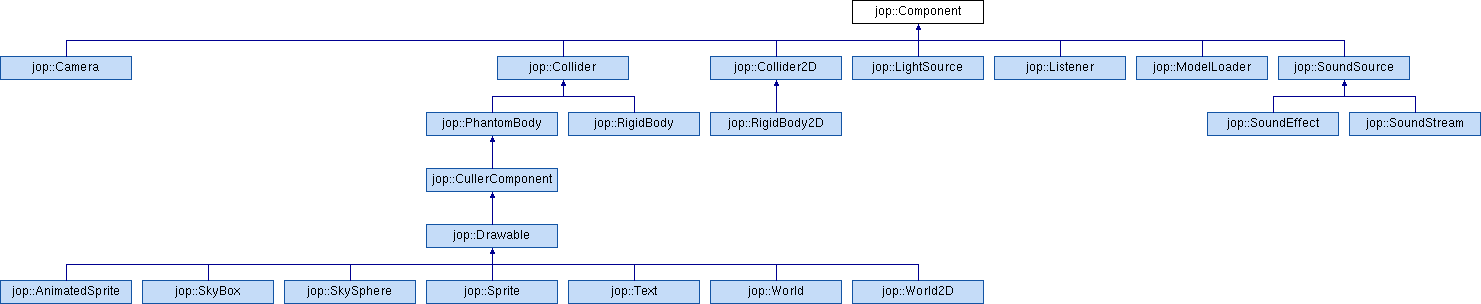 jop::Component
jop::Camera
jop::Collider
jop::Collider2D
jop::LightSource
jop::Listener
jop::ModelLoader
jop::SoundSource
jop::PhantomBody
jop::RigidBody
jop::RigidBody2D
jop::SoundEffect
jop::SoundStream
jop::CullerComponent
jop::Drawable
jop::AnimatedSprite
jop::SkyBox
jop::SkySphere
jop::Sprite
jop::Text
jop::World
jop::World2D